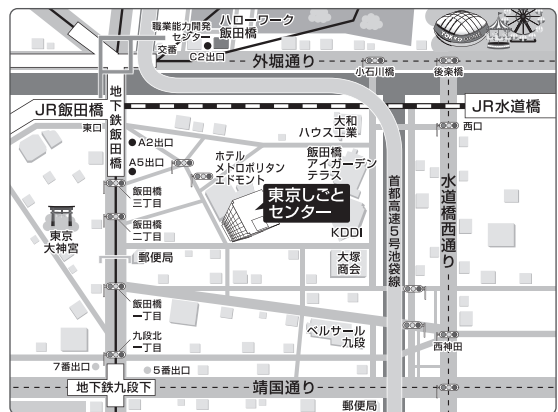 職業能力開発
センター
ハローワーク
飯田橋
交番
C2出口
TOKYO DOME
外堀通り
小石川橋
後楽橋
地下鉄飯田橋
JR飯田橋
JR水道橋
東口
西口
A2出口
A5出口
大和
ハウス工業
ホテル
メトロポリタン
エドモント
飯田橋
アイガーデン
テラス
東京しごと
センター
飯田橋
三丁目
飯田橋
二丁目
東京
大神宮
郵便局
KDDI
大塚
商会
首都高速5号池袋線
水道橋西通り
飯田橋
一丁目
九段北
一丁目
ベルサール
九段
西神田
7番出口
5番出口
地下鉄九段下
靖国通り
郵便局